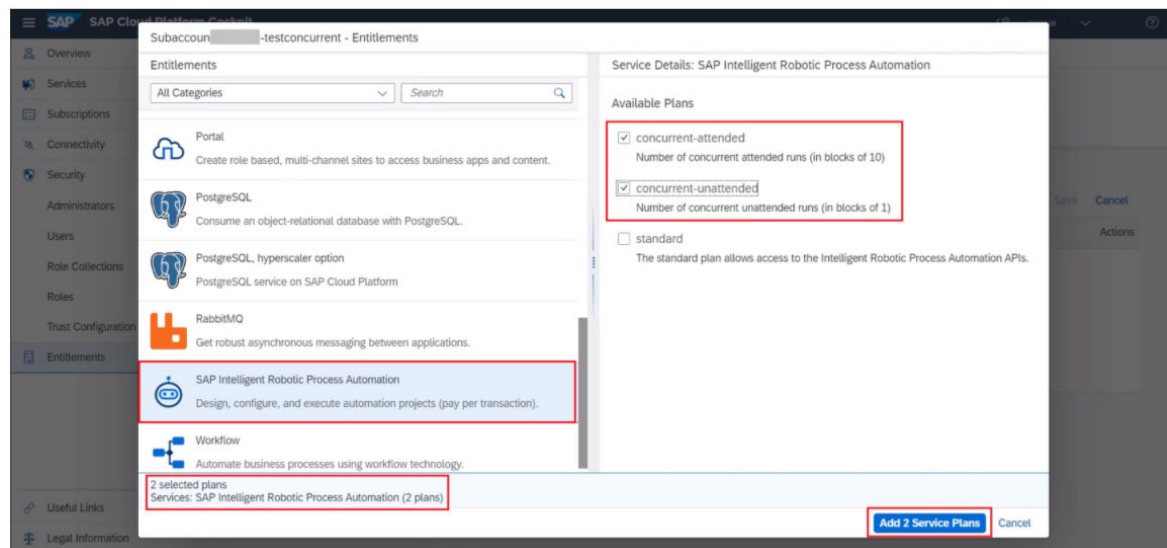 SAP SAP Cloud Platform Cockpit
Subaccoun -testconcurrent - Entitlements
Overview
Services
Subscriptions
Connectivity
Security
Administrators
Users
Role Collections
Roles
Trust Configuration
Entitlements
Useful Links
Legal Information
Entitlements
All Categories
Search
Portal
Create role based, multi-channel sites to access business apps and content.
PostgreSQL
Consume an object-relational database with PostgreSQL.
PostgreSQL, hyperscaler option
PostgreSQL service on SAP Cloud Platform
RabbitMQ
Get robust asynchronous messaging between applications.
SAP Intelligent Robotic Process Automation
Design, configure, and execute automation projects (pay per transaction).
Workflow
Automate business processes using workflow technology.
2 selected plans
Services: SAP Intelligent Robotic Process Automation (2 plans)
Service Details: SAP Intelligent Robotic Process Automation
Available Plans
concurrent-attended
Number of concurrent attended runs (in blocks of 10)
concurrent-unattended
Number of concurrent unattended runs (in blocks of 1)
standard
The standard plan allows access to the Intelligent Robotic Process Automation APIs.
Add 2 Service Plans Cancel
Save Cancel
Actions